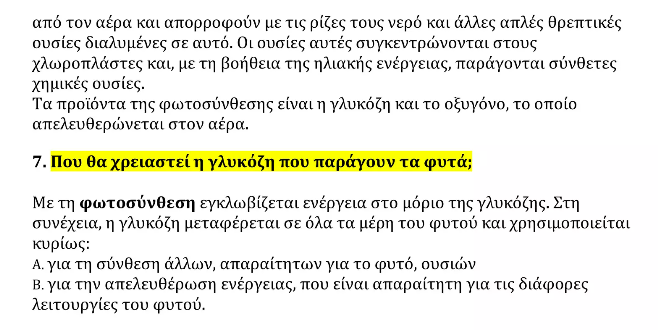 από τον αέρα και απορροφούν με τις ρίζες τους νερό και άλλες απλές θρεπτικές
ουσίες διαλυμένες σε αυτό. Οι ουσίες αυτές συγκεντρώνονται στους
χλωροπλάστες και, με τη βοήθεια της ηλιακής ενέργειας, παράγονται σύνθετες
χημικές ουσίες.
Τα προϊόντα της φωτοσύνθεσης είναι η γλυκόζη και το οξυγόνο, το οποίο
απελευθερώνεται στον αέρα.
7. Που θα χρειαστεί η γλυκόζη που παράγουν τα φυτά;
Με τη φωτοσύνθεση εγκλωβίζεται ενέργεια στο μόριο της γλυκόζης. Στη
συνέχεια, η γλυκόζη μεταφέρεται σε όλα τα μέρη του φυτού και χρησιμοποιείται
κυρίως:
Α. για τη σύνθεση άλλων, απαραίτητων για το φυτό, ουσιών
Β. για την απελευθέρωση ενέργειας, που είναι απαραίτητη για τις διάφορες
λειτουργίες του φυτού.